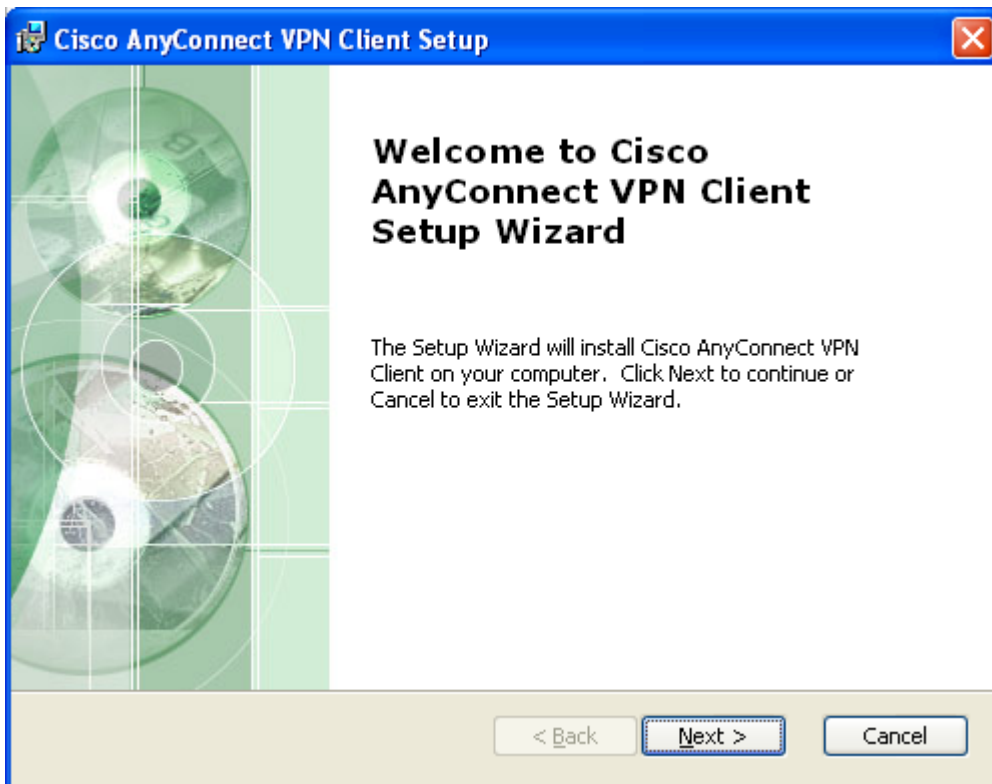 Cisco AnyConnect VPN Client Setup
Welcome to Cisco
AnyConnect VPN Client
Setup Wizard
The Setup Wizard will install Cisco AnyConnect VPN
Client on your computer.  Click Next to continue or
Cancel to exit the Setup Wizard.
< Back
Next >
Cancel